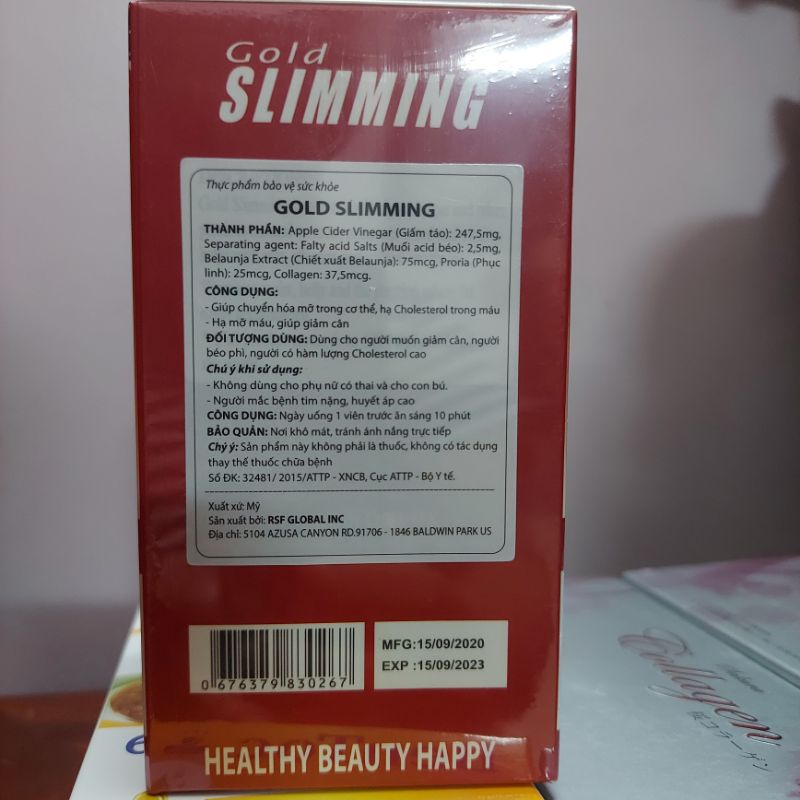 Gold
SLIMMING
Thực phẩm bảo vệ sức khỏe
GOLD SLIMMING
THÀNH PHẦN: Apple Cider Vinegar (Giấm táo): 247,5mg,
Separating agent: Falty acid Salts (Muối acid béo): 2,5mg,
Belaunja Extract (Chiết xuất Belaunja): 75mcg, Proria (Phục
linh): 25mcg, Collagen: 37,5mcg.
CÔNG DỤNG:
- Giúp chuyển hóa mỡ trong cơ thể, hạ Cholesterol trong máu
- Hạ mỡ máu, giúp giảm cân
ĐỐI TƯỢNG DÙNG: Dùng cho người muốn giảm cân, người
béo phì, người có hàm lượng Cholesterol cao
Chú ý khi sử dụng:
- Không dùng cho phụ nữ có thai và cho con bú.
- Người mắc bệnh tim nặng, huyết áp cao
CÔNG DỤNG: Ngày uống 1 viên trước ăn sáng 10 phút
BẢO QUẢN: Nơi khô mát, tránh ánh nắng trực tiếp
Chý ý: Sản phẩm này không phải là thuốc, không có tác dụng
thay thế thuốc chữa bệnh
Số ĐK: 32481/ 2015/ATTP - XNCB, Cục ATTP - Bộ Y tế.
Xuất xứ: Mỹ
Sản xuất bởi: RSF GLOBAL INC
Địa chỉ: 5104 AZUSA CANYON RD.91706 - 1846 BALDWIN PARK US
0 676379 830267
MFG:15/09/2020
EXP :15/09/2023
HEALTHY BEAUTY HAPPY
Collagen